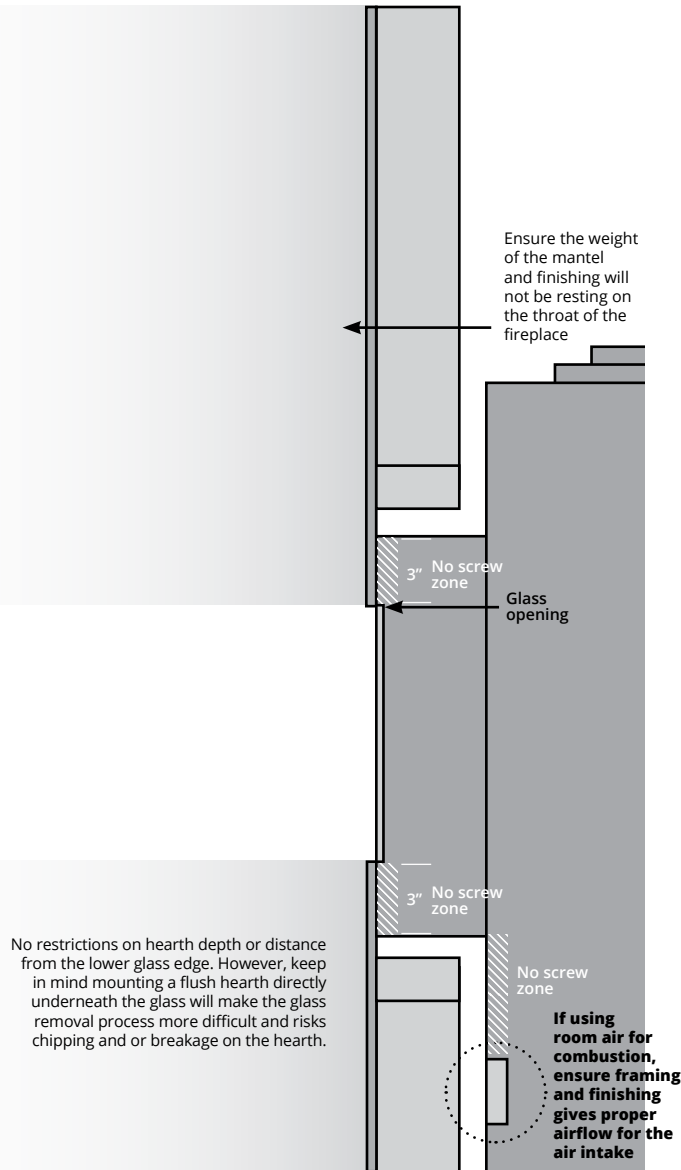 Ensure the weight
of the mantel
and finishing will
not be resting on
the throat of the
fireplace
3” No screw
zone
Glass
opening
3” No screw
zone
No restrictions on hearth depth or distance
from the lower glass edge. However, keep
in mind mounting a flush hearth directly
underneath the glass will make the glass
removal process more difficult and risks
chipping and or breakage on the hearth.
No screw
zone
If using
room air for
combustion,
ensure framing
and finishing
gives proper
airflow for the
air intake